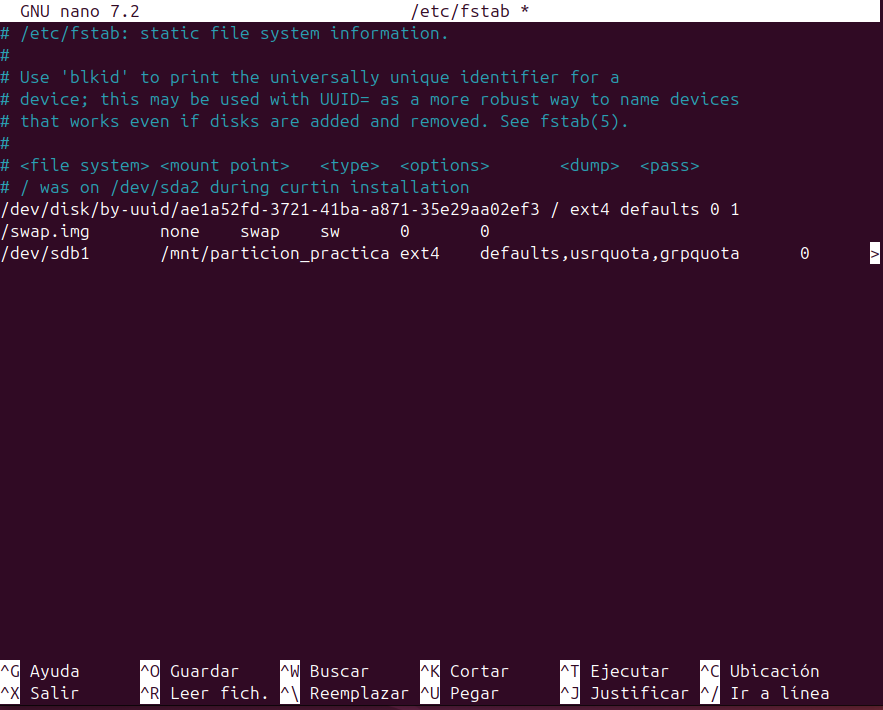 GNU nano 7.2 /etc/fstab *
# /etc/fstab: static file system information.
#
# Use 'blkid' to print the universally unique identifier for a
# device; this may be used with UUID= as a more robust way to name devices
# that works even if disks are added and removed. See fstab(5).
#
# <file system> <mount point>   <type>  <options>       <dump>  <pass>
# / was on /dev/sda2 during curtin installation
/dev/disk/by-uuid/ae1a52fd-3721-41ba-a871-35e29aa02ef3 / ext4 defaults 0 1
/swap.img       none    swap    sw      0       0
/dev/sdb1       /mnt/particion_practica ext4    defaults,usrquota,grpquota      0      >
^G Ayuda ^O Guardar ^W Buscar ^K Cortar ^T Ejecutar ^C Ubicación
^X Salir ^R Leer fich. ^\ Reemplazar ^U Pegar ^J Justificar ^/ Ir a línea